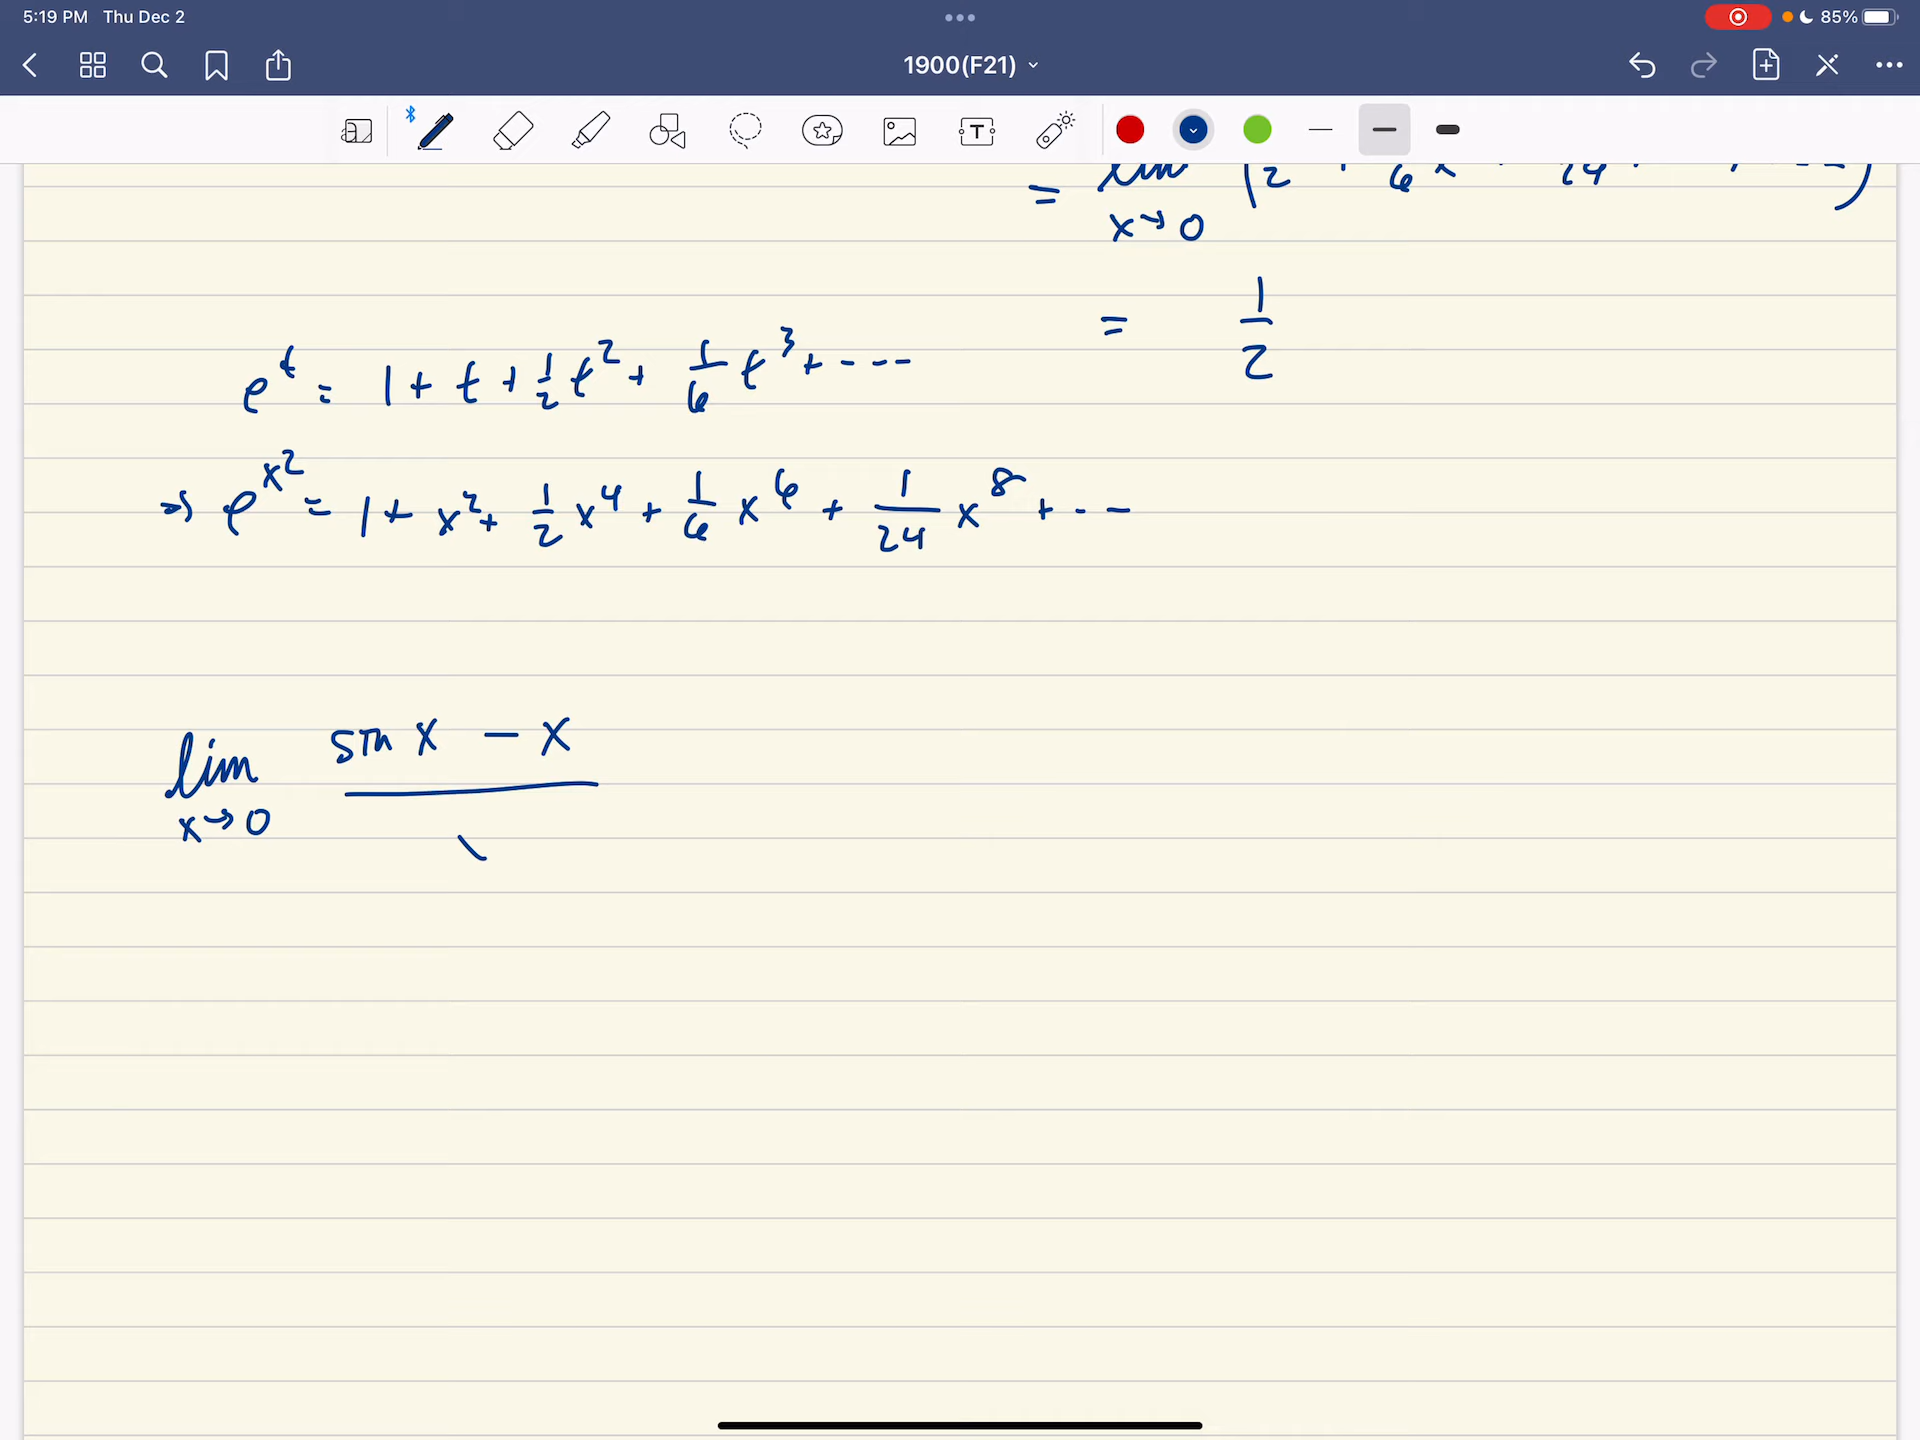 5:19 PM Thu Dec 2 85%
1900(F21)
T
= lim
x→0
= 1/2
e^t = 1 + t + 1/2 t^2 + 1/6 t^3 + ----
⇒ e^x^2 = 1 + x^2 + 1/2 x^4 + 1/6 x^6 + 1/24 x^8 + ---
lim x→0 (sin x - x) /